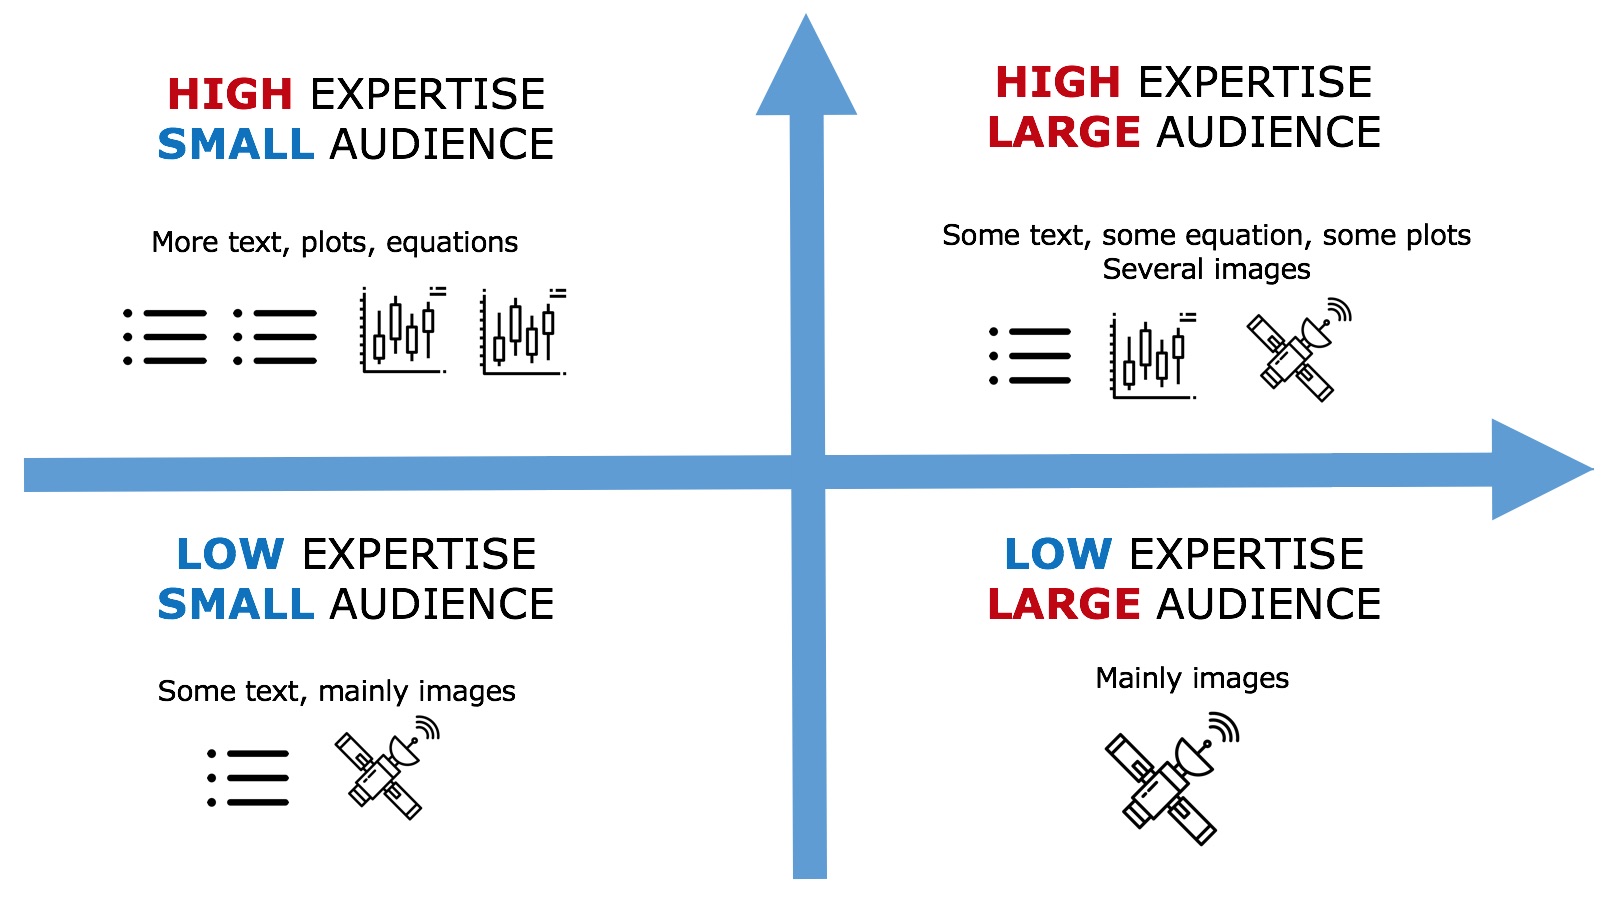 HIGH EXPERTISE
SMALL AUDIENCE
More text, plots, equations
HIGH EXPERTISE
LARGE AUDIENCE
Some text, some equation, some plots
Several images
LOW EXPERTISE
SMALL AUDIENCE
Some text, mainly images
LOW EXPERTISE
LARGE AUDIENCE
Mainly images